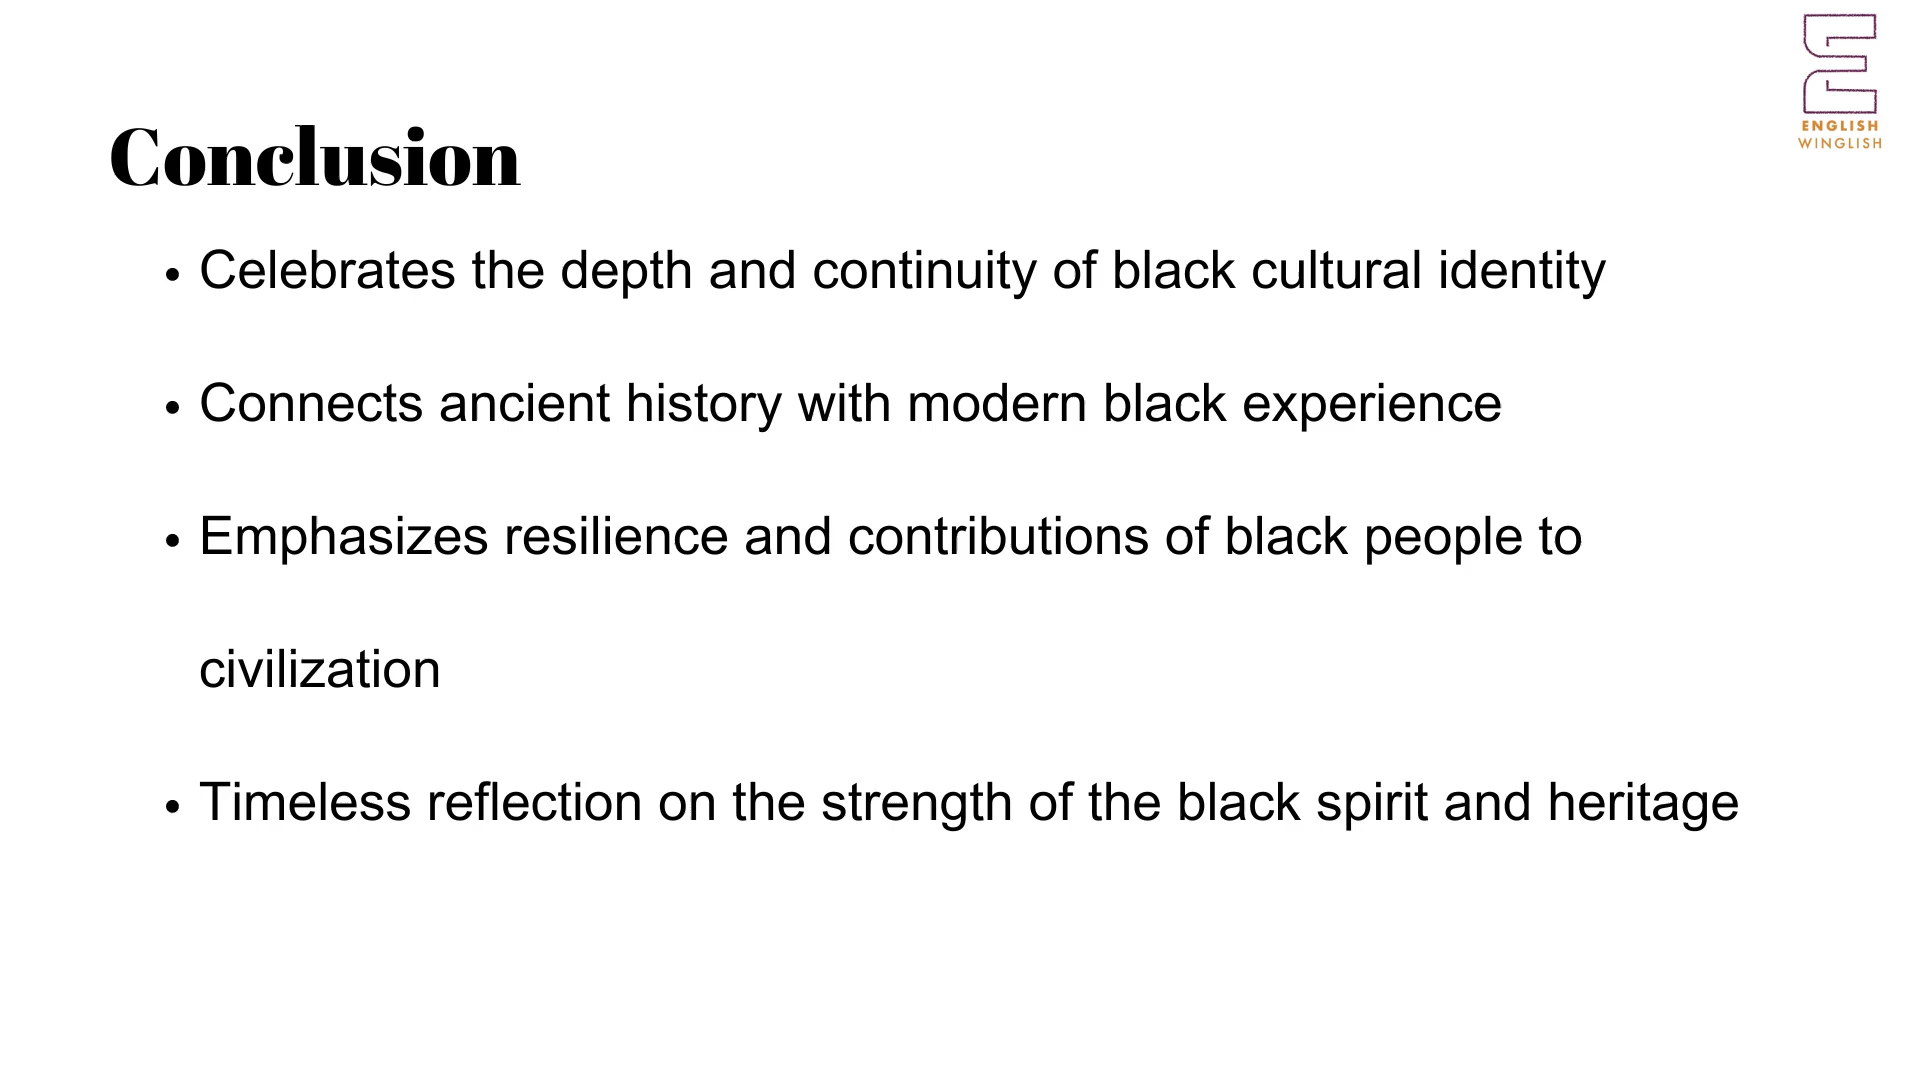 ENGLISH
WINGLISH
Conclusion
• Celebrates the depth and continuity of black cultural identity
• Connects ancient history with modern black experience
• Emphasizes resilience and contributions of black people to
civilization
• Timeless reflection on the strength of the black spirit and heritage